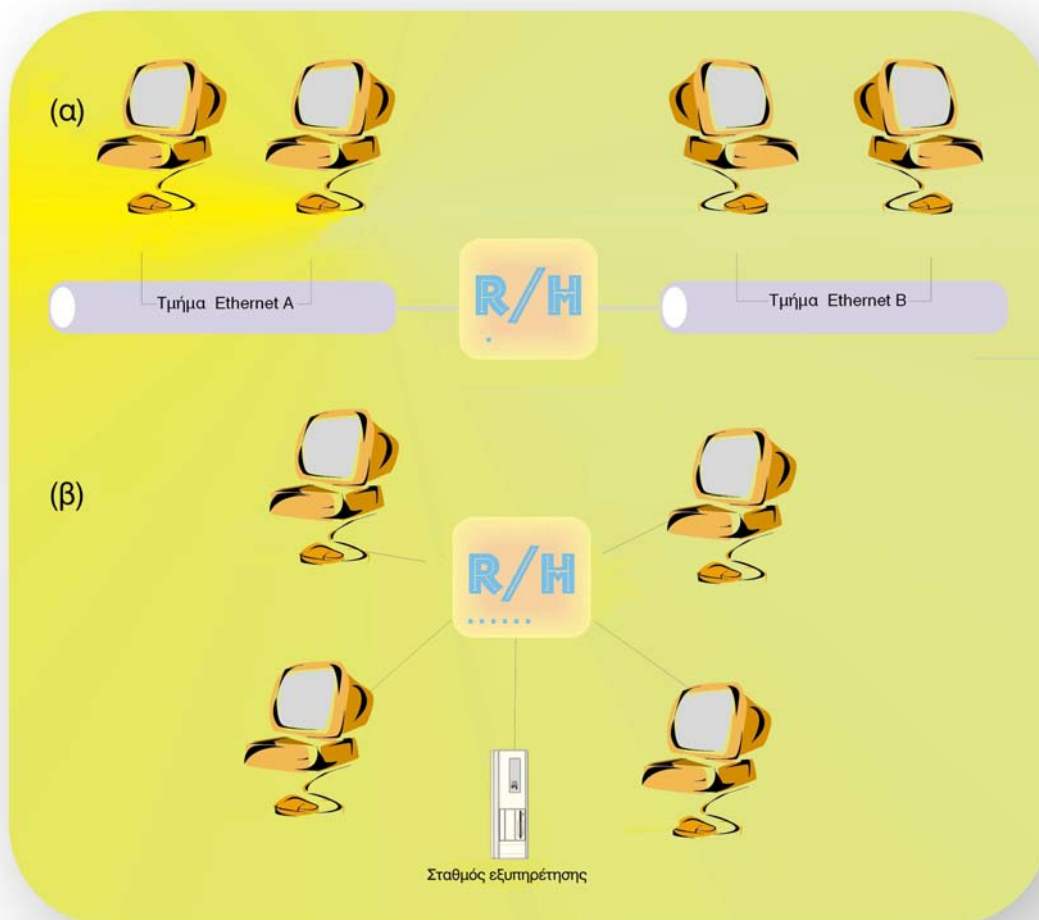 (α)
Τμήμα Ethernet A
R/H
Τμήμα Ethernet B
(β)
R/H
Σταθμός εξυπηρέτησης